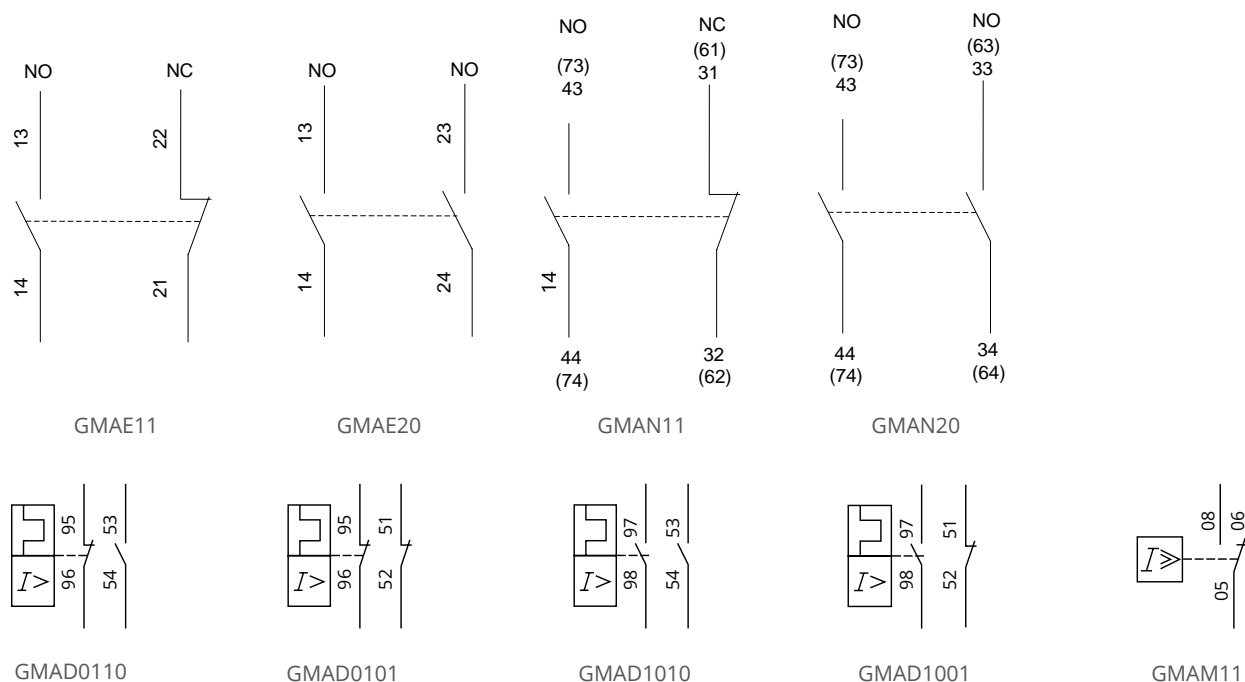 NO
NC
13
22
14
21
GMAE11
NO
NO
13
23
14
24
GMAE20
NO
(73)
43
NC
(61)
31
14
44
(74)
32
(62)
GMAN11
NO
(73)
43
NO
(63)
33
44
(74)
34
(64)
GMAN20
95
53
I>
96
54
GMAD0110
95
51
I>
96
52
GMAD0101
97
53
I>
98
54
GMAD1010
97
51
I>
98
52
GMAD1001
08
06
I≫
05
GMAM11